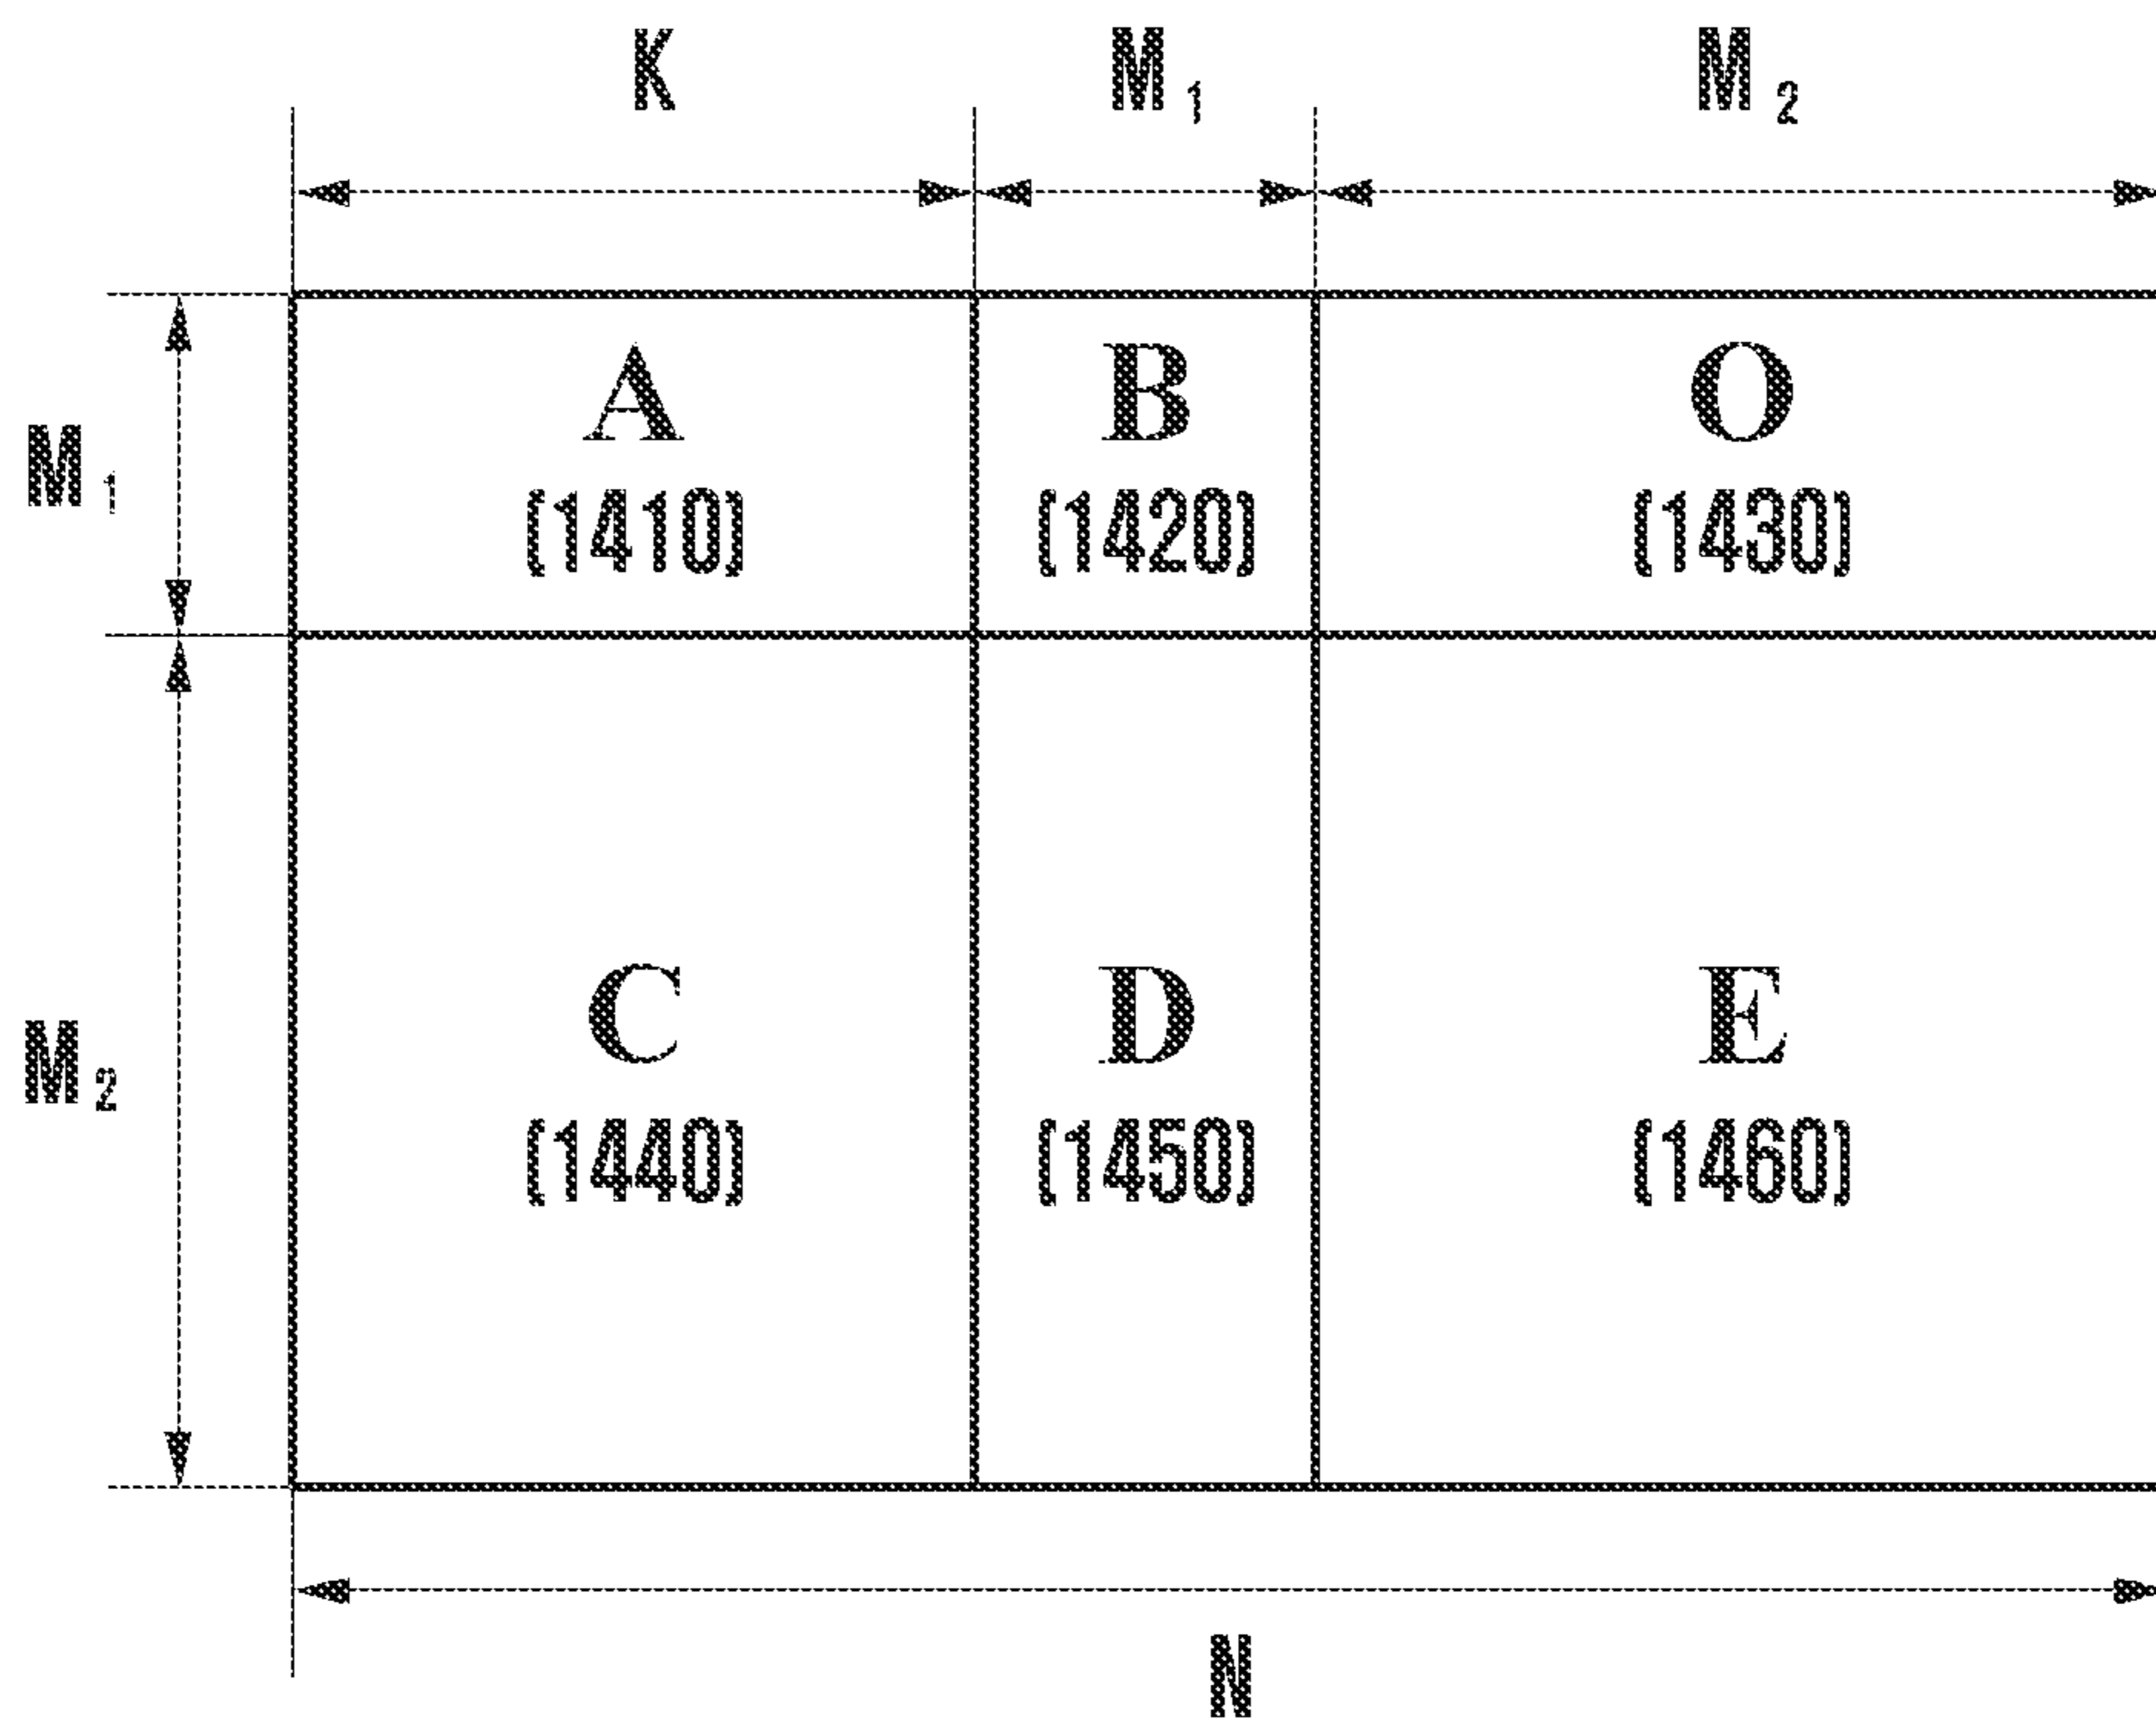 K M₁ M₂
A B O
M₁ (1410) (1420) (1430)
C D E
M₂ (1440) (1450) (1460)
N